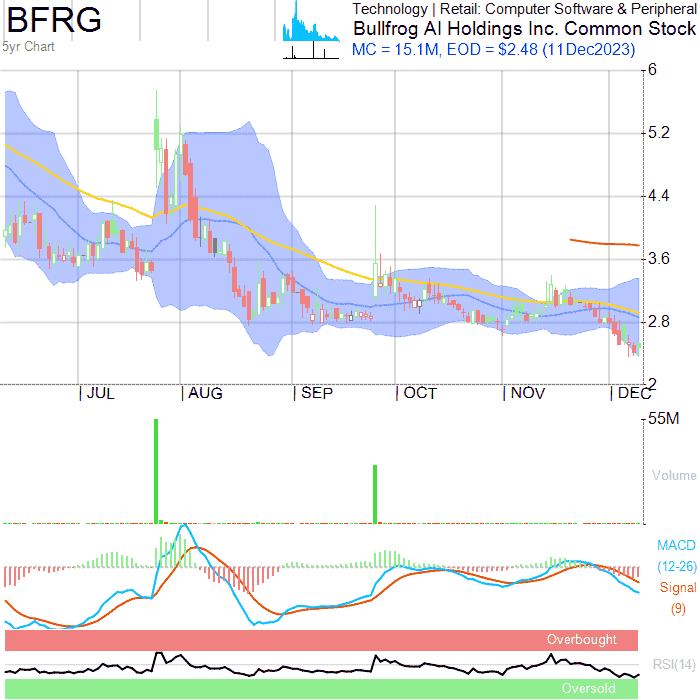 BFRG
5yr Chart
Technology | Retail: Computer Software & Peripheral
Bullfrog AI Holdings Inc. Common Stock
MC = 15.1M, EOD = $2.48 (11Dec2023)
6
5.2
4.4
3.6
2.8
2
JUL AUG SEP OCT NOV DEC
55M
Volume
MACD
(12-26)
Signal
(9)
Overbought
RSI(14)
Oversold